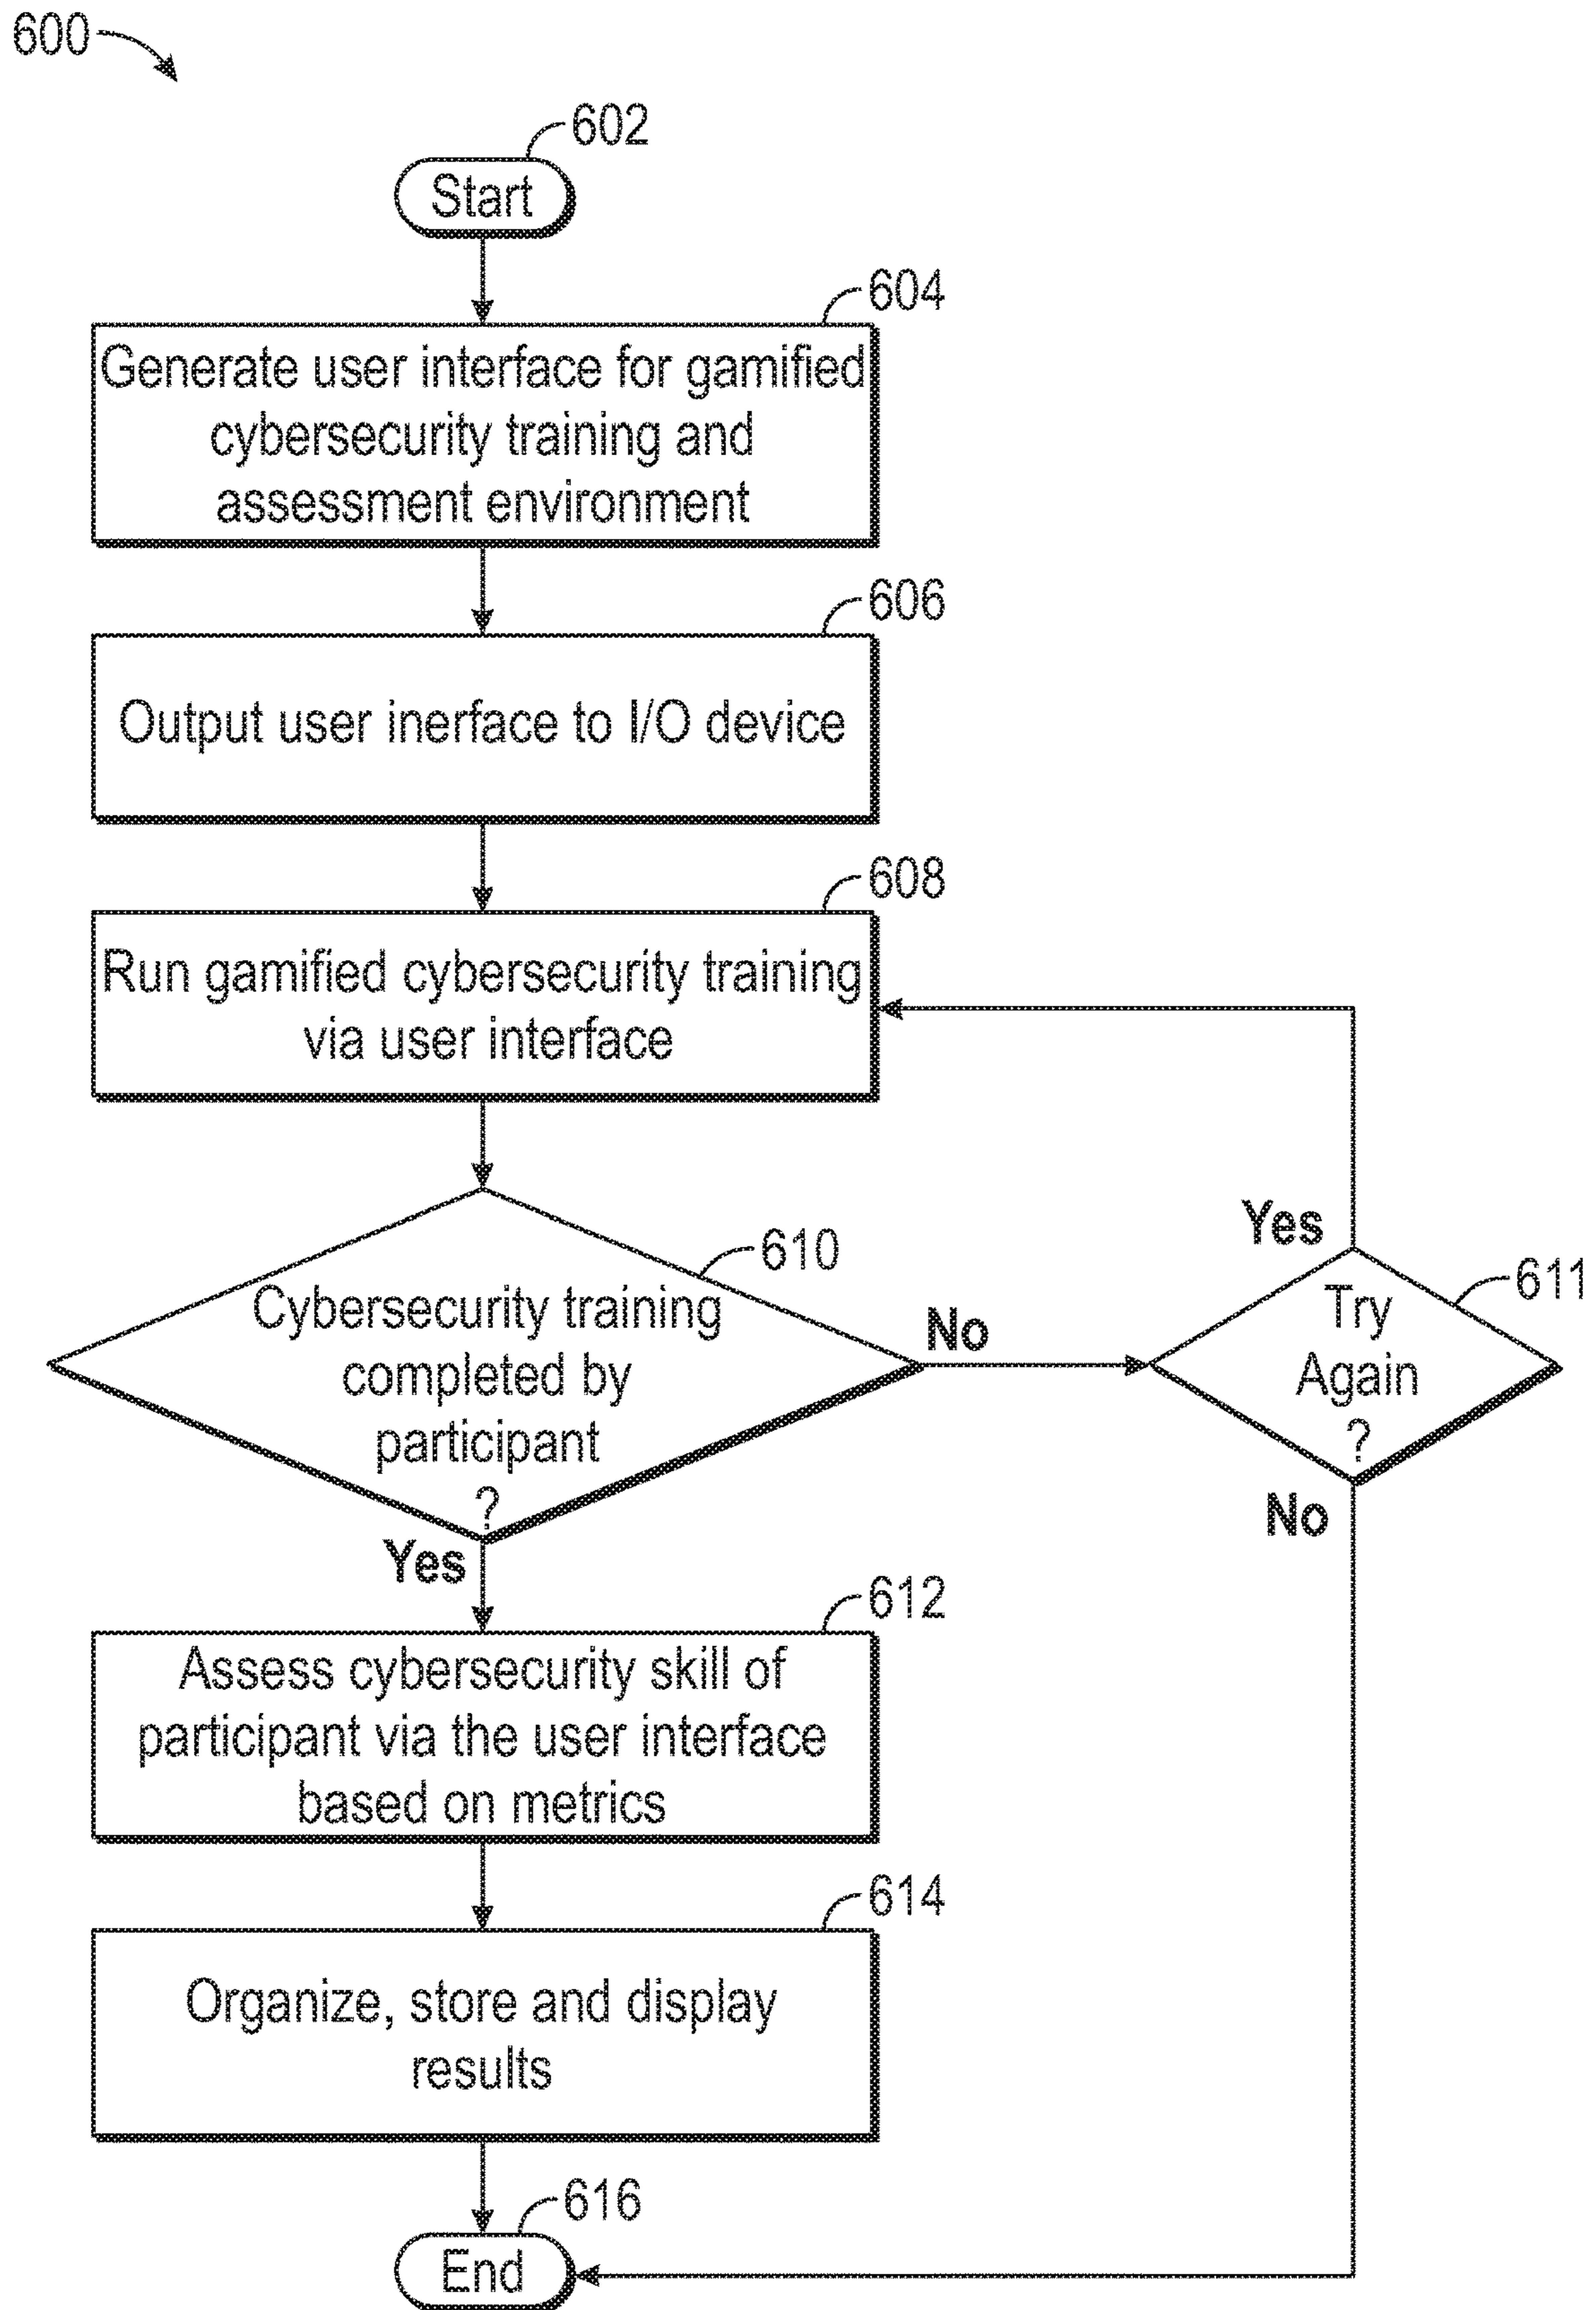 600
602
Start
604
Generate user interface for gamified
cybersecurity training and
assessment environment
606
Output user inerface to I/O device
608
Run gamified cybersecurity training
via user interface
610
Cybersecurity training
completed by
participant
?
No
Yes
611
Try
Again
?
Yes
No
612
Assess cybersecurity skill of
participant via the user interface
based on metrics
614
Organize, store and display
results
616
End